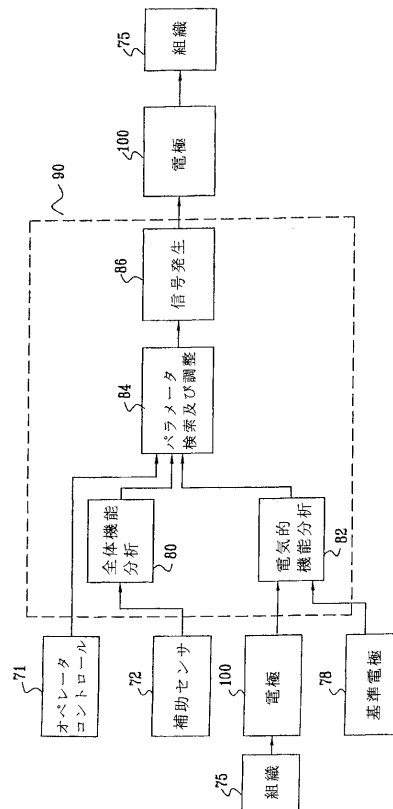 71
オペレータ
コントロール
72
補助センサ
75
組織
100
電極
78
基準電極
90
全体機能
分析
80
電気的
機能分析
82
84
パラメータ
検索及び調整
86
信号発生
100
電極
75
組織